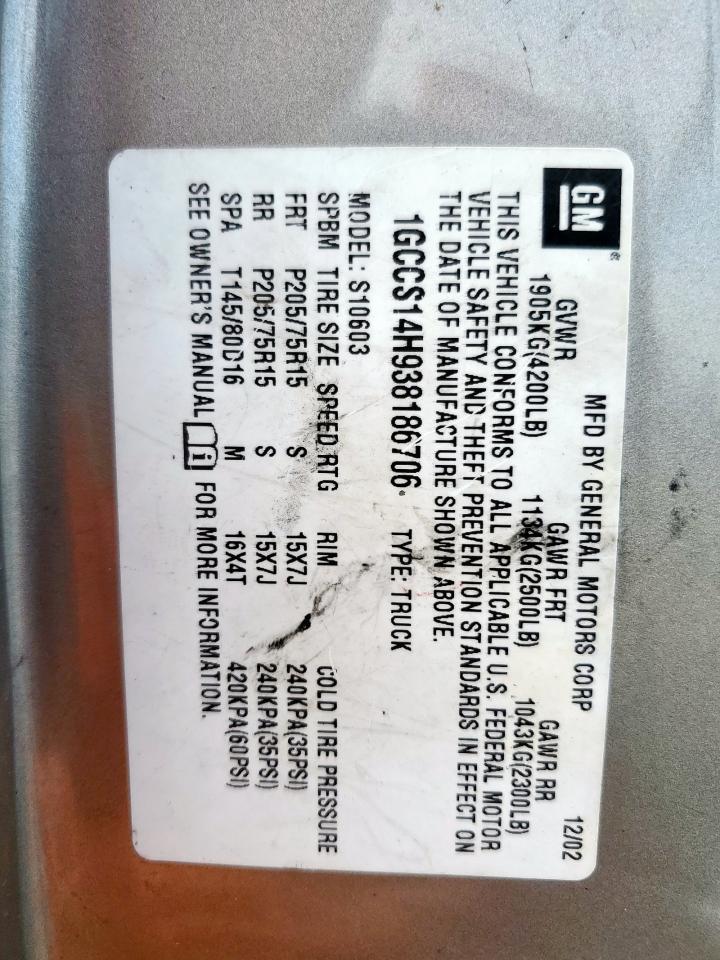 GM®
MFD BY GENERAL MOTORS CORP 12/02
GVWR GAWR FRT GAWR RR
1905KG(4200LB) 1134KG(2500LB) 1043KG(2300LB)
THIS VEHICLE CONFORMS TO ALL APPLICABLE U.S. FEDERAL MOTOR
VEHICLE SAFETY AND THEFT PREVENTION STANDARDS IN EFFECT ON
THE DATE OF MANUFACTURE SHOWN ABOVE.
1GCCS14H938186706 TYPE: TRUCK
MODEL: S10603
SPBM TIRE SIZE SPEED RTG RIM COLD TIRE PRESSURE
FRT P205/75R15 S 15X7J 240KPA(35PSI)
RR P205/75R15 S 15X7J 240KPA(35PSI)
SPA T145/80D16 M 16X4T 420KPA(60PSI)
SEE OWNER'S MANUAL i FOR MORE INFORMATION.